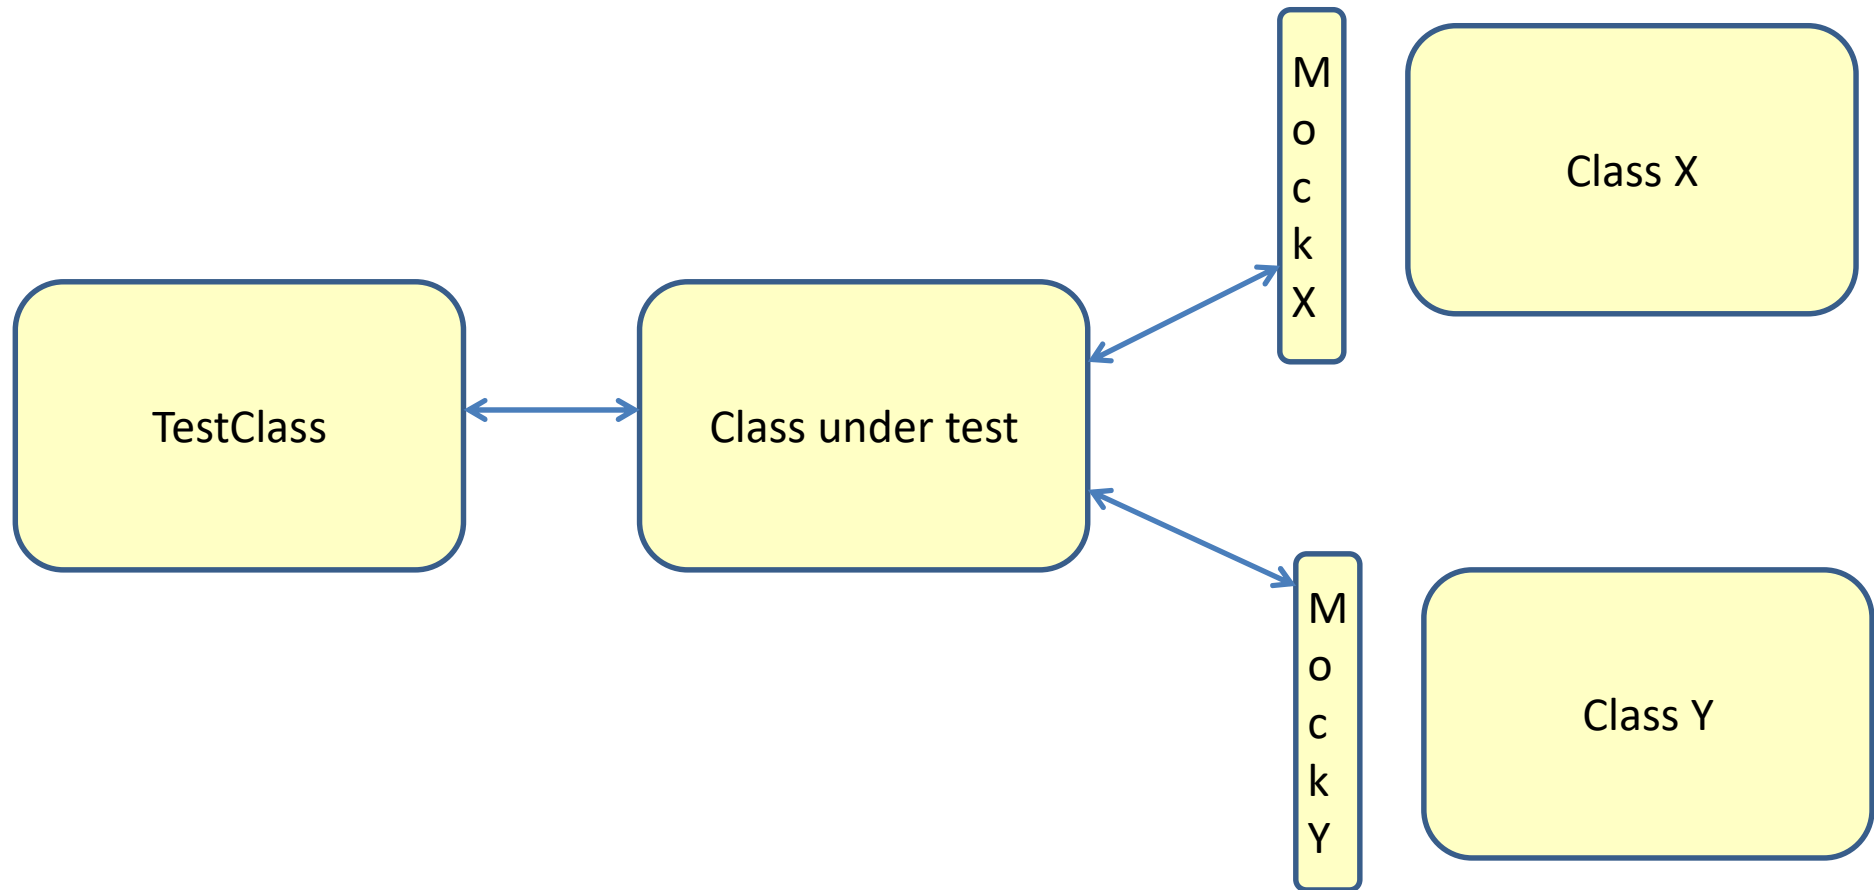 TestClass
Class under test
M
o
c
k
X
Class X
M
o
c
k
Y
Class Y